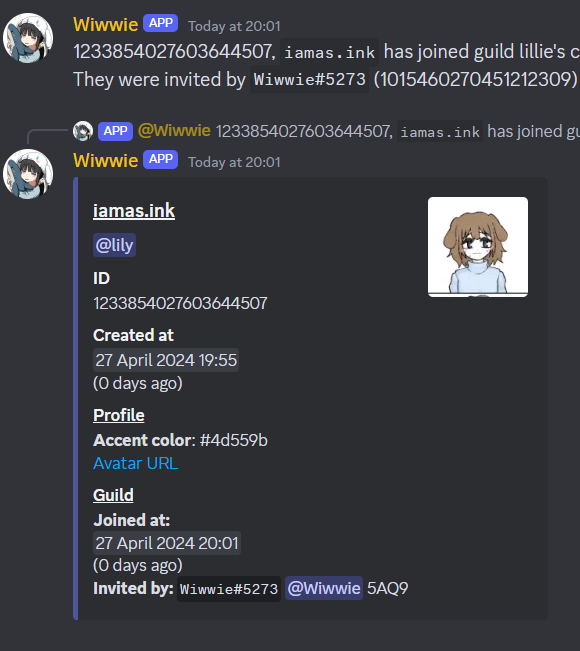 Wiwwie APP Today at 20:01
1233854027603644507, iamas.ink has joined guild lillie's c
They were invited by Wiwwie#5273 (1015460270451212309)
APP @Wiwwie 1233854027603644507, iamas.ink has joined gu
Wiwwie APP Today at 20:01
iamas.ink
@lily
ID
1233854027603644507
Created at
27 April 2024 19:55
(0 days ago)
Profile
Accent color: #4d559b
Avatar URL
Guild
Joined at:
27 April 2024 20:01
(0 days ago)
Invited by: Wiwwie#5273 @Wiwwie 5AQ9